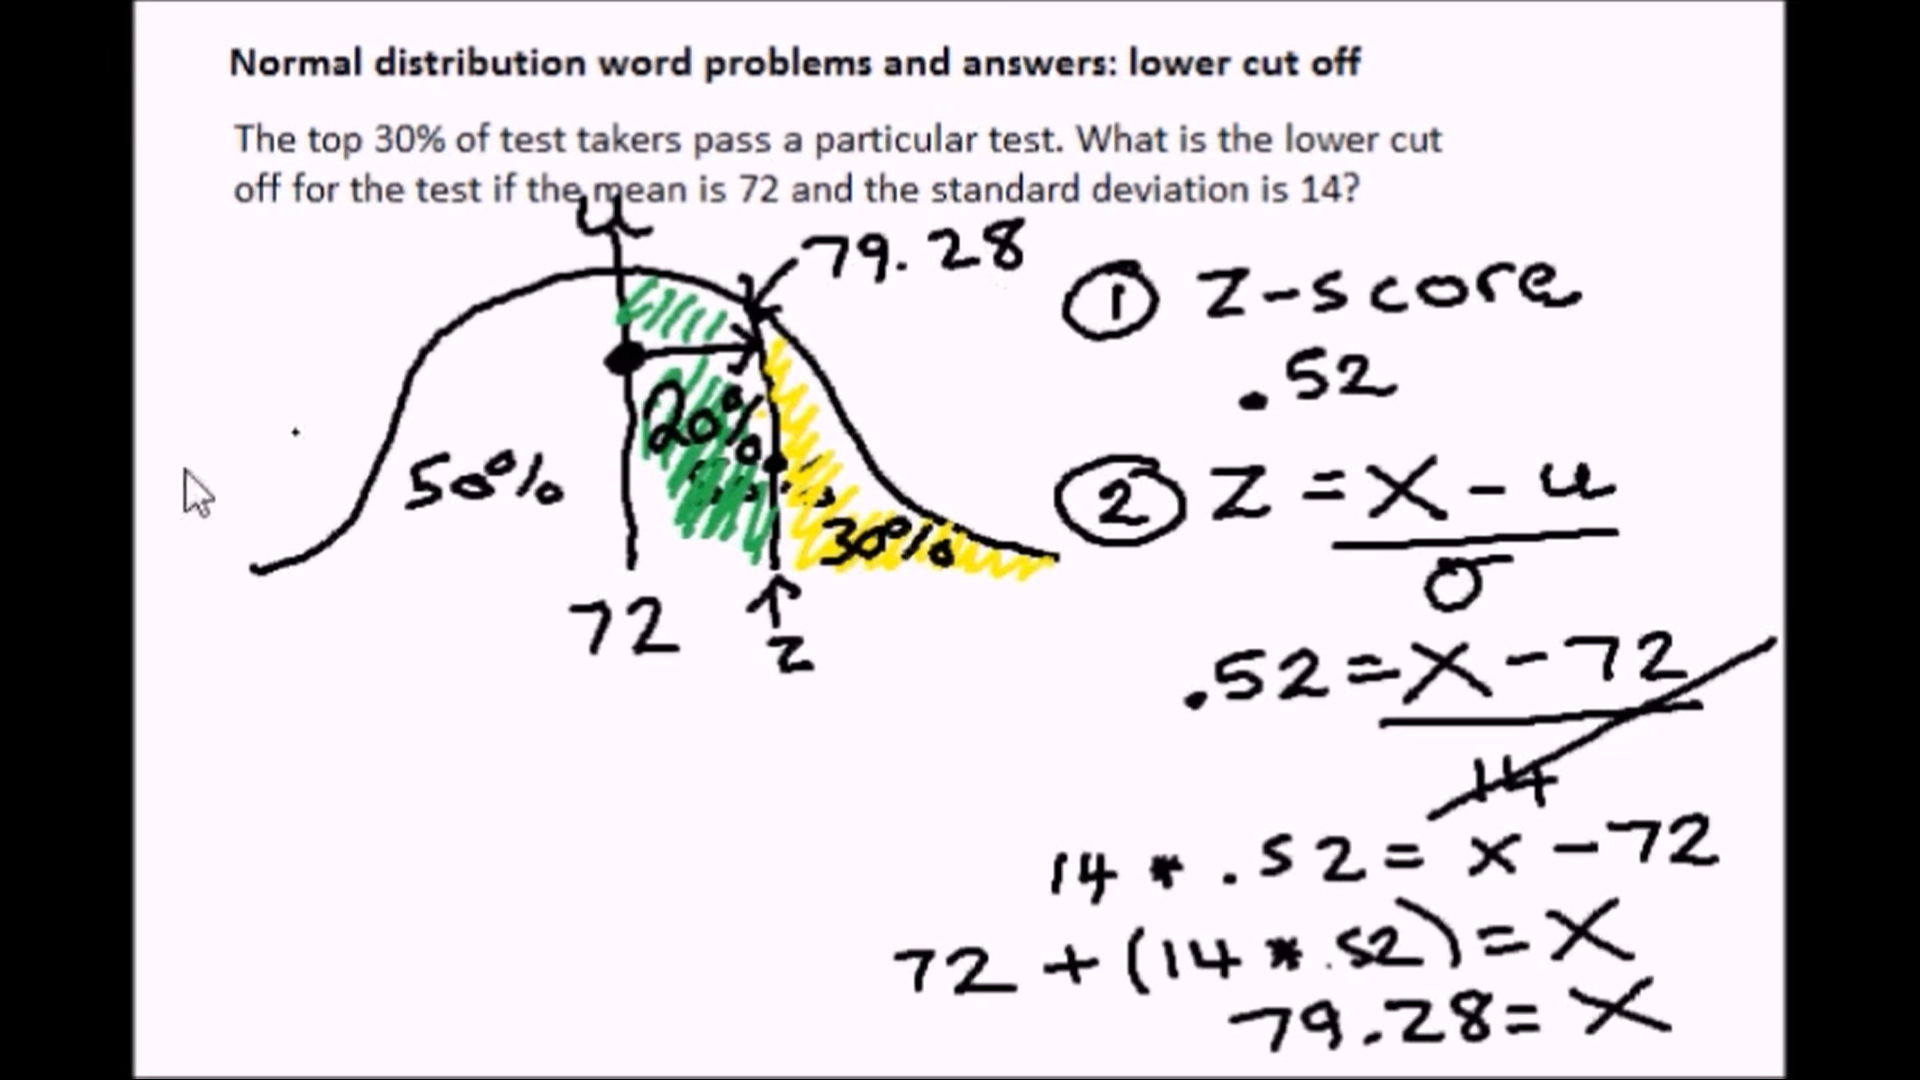 Normal distribution word problems and answers: lower cut off
The top 30% of test takers pass a particular test. What is the lower cut
off for the test if the mean is 72 and the standard deviation is 14?
u
79.28
50%
20%
30%
72
z
① z-score
.52
② z = x - u
σ
.52 = x - 72
14
14 * .52 = x - 72
72 + (14 * .52) = x
79.28 = x